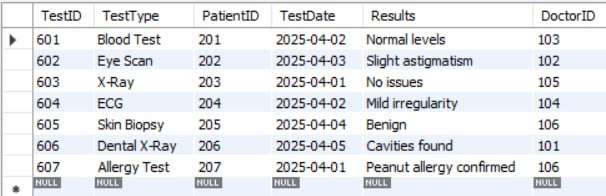 TestID TestType PatientID TestDate Results DoctorID
601 Blood Test 201 2025-04-02 Normal levels 103
602 Eye Scan 202 2025-04-03 Slight astigmatism 102
603 X-Ray 203 2025-04-01 No issues 105
604 ECG 204 2025-04-02 Mild irregularity 104
605 Skin Biopsy 205 2025-04-04 Benign 106
606 Dental X-Ray 206 2025-04-05 Cavities found 101
607 Allergy Test 207 2025-04-01 Peanut allergy confirmed 106
NULL NULL NULL NULL NULL NULL